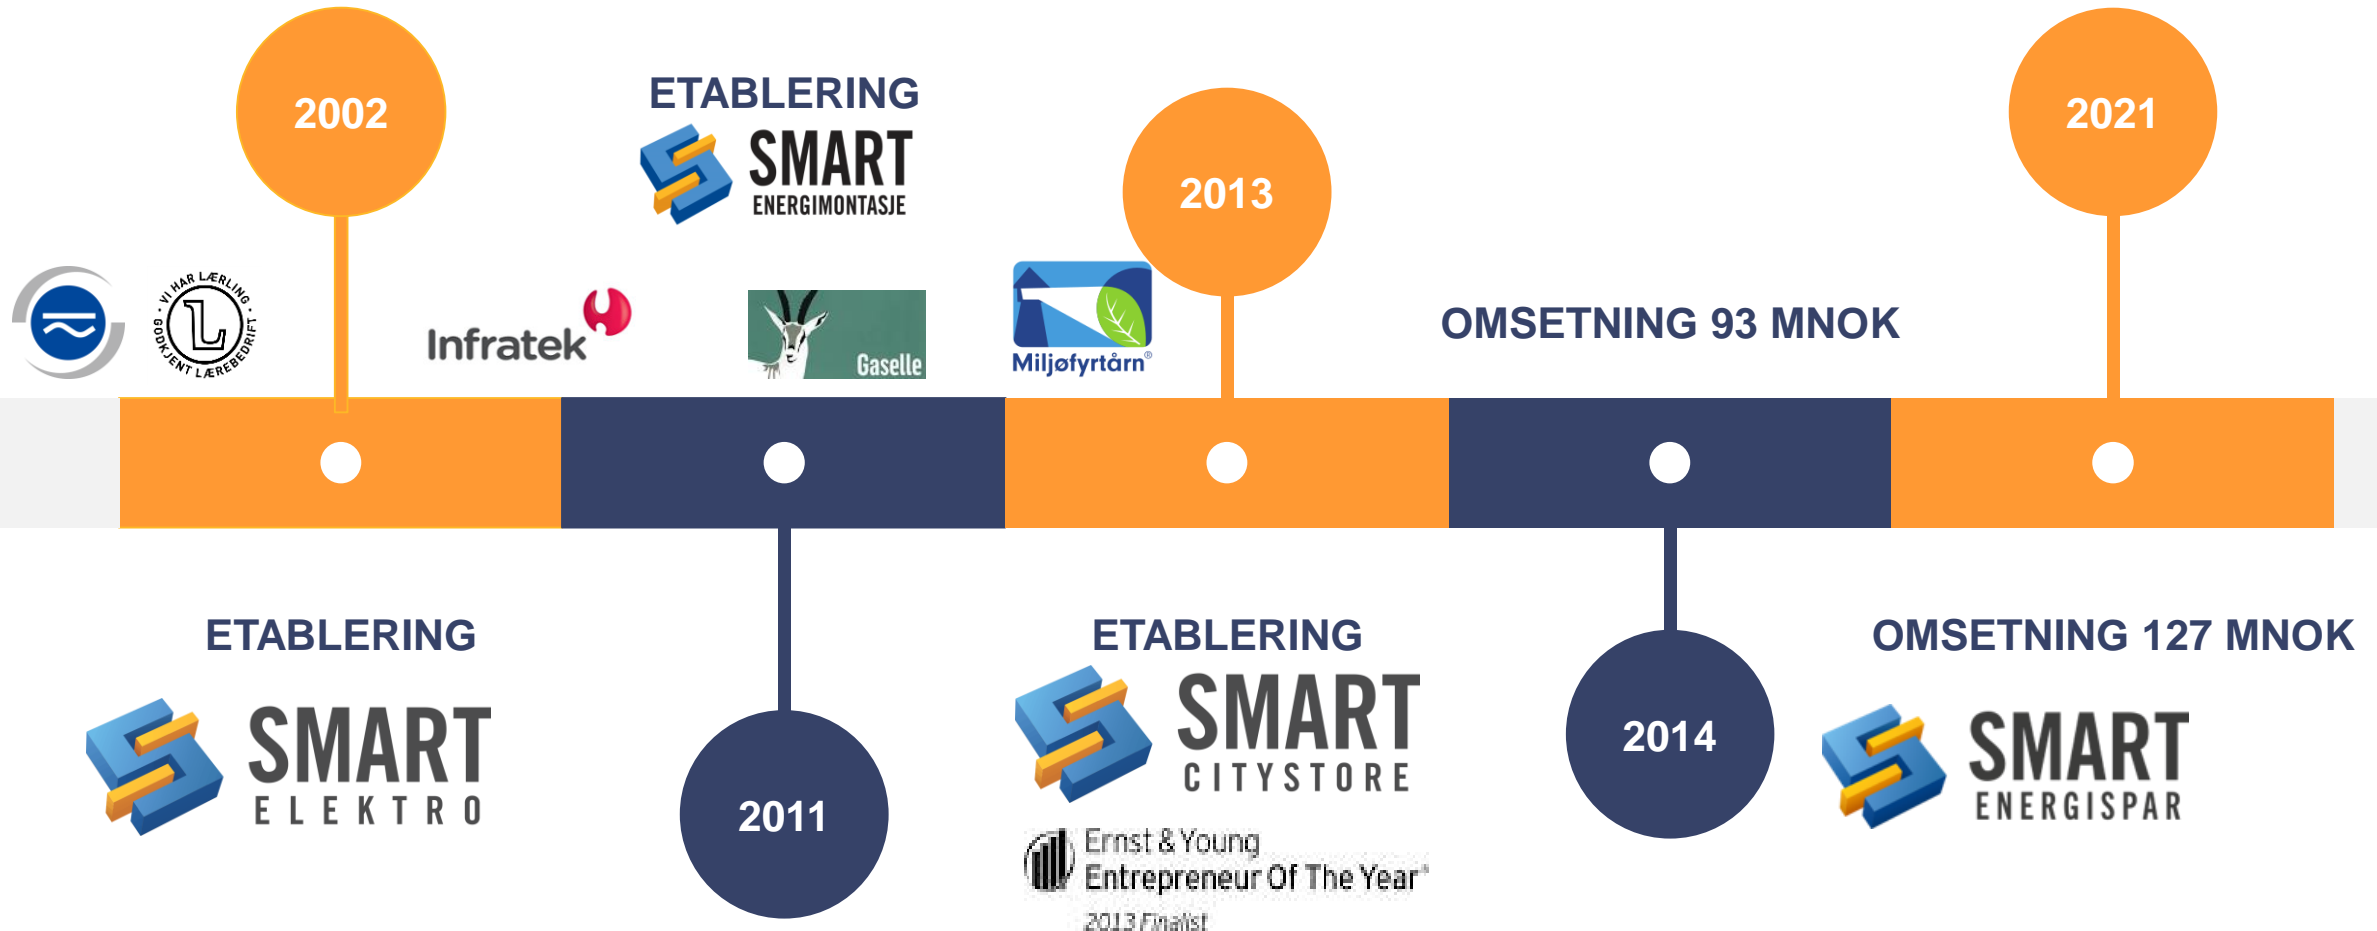 2002
ETABLERING
SMART
ENERGIMONTASJE
2013
2021
VI HAR LÆRLING
L
GODKJENT LÆREBEDRIFT
Infratek
Gaselle
Miljøfyrtårn®
OMSETNING 93 MNOK
ETABLERING
SMART
ELEKTRO
2011
ETABLERING
SMART
CITYSTORE
Ernst & Young
Entrepreneur Of The Year®
2013 Finalist
2014
OMSETNING 127 MNOK
SMART
ENERGISPAR